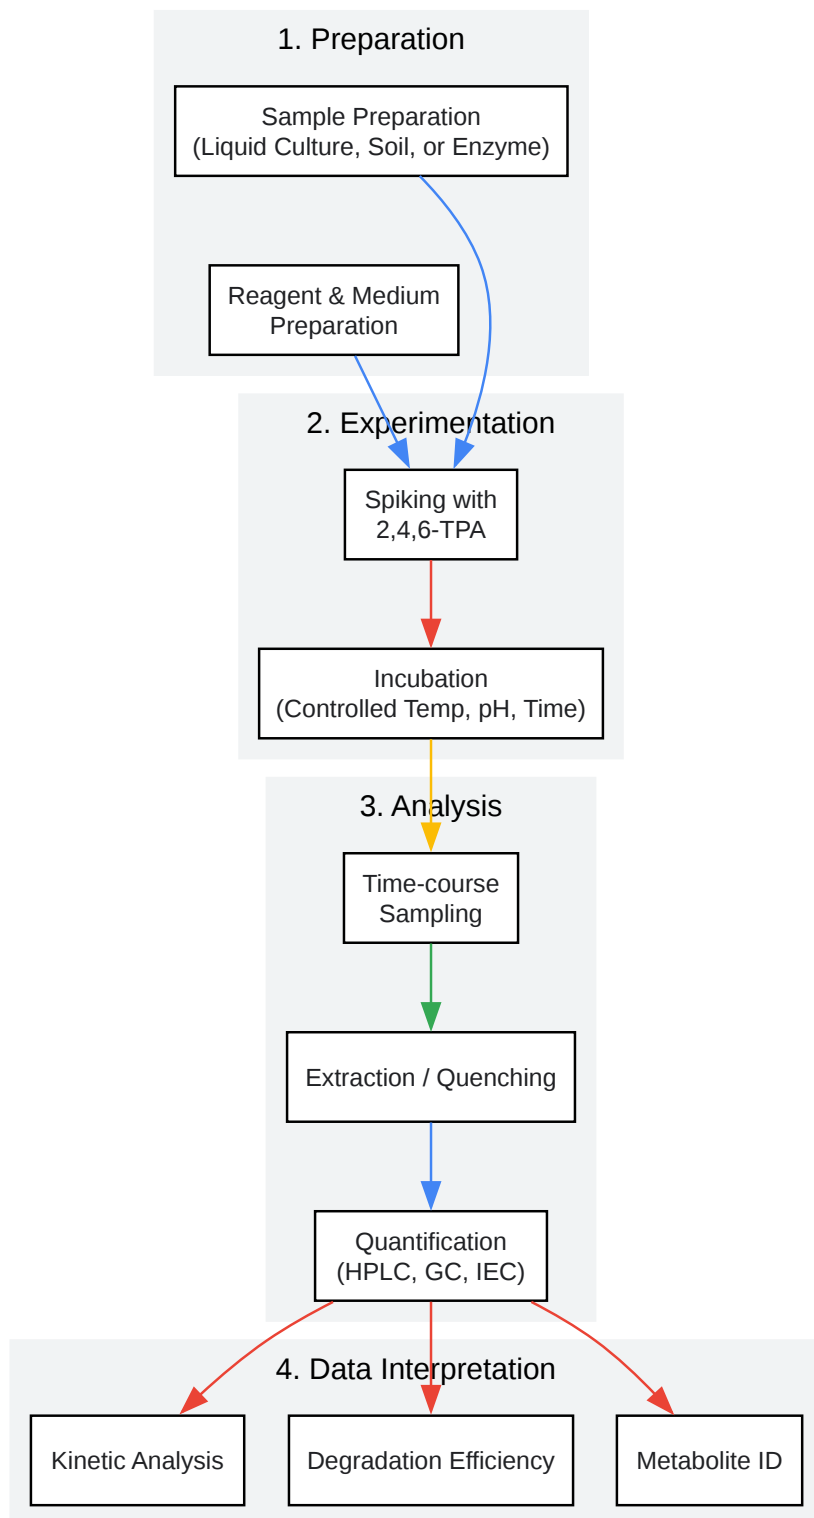 1. Preparation
Sample Preparation
(Liquid Culture, Soil, or Enzyme)
Reagent & Medium
Preparation
2. Experimentation
Spiking with
2,4,6-TPA
Incubation
(Controlled Temp, pH, Time)
3. Analysis
Time-course
Sampling
Extraction / Quenching
Quantification
(HPLC, GC, IEC)
4. Data Interpretation
Kinetic Analysis
Degradation Efficiency
Metabolite ID